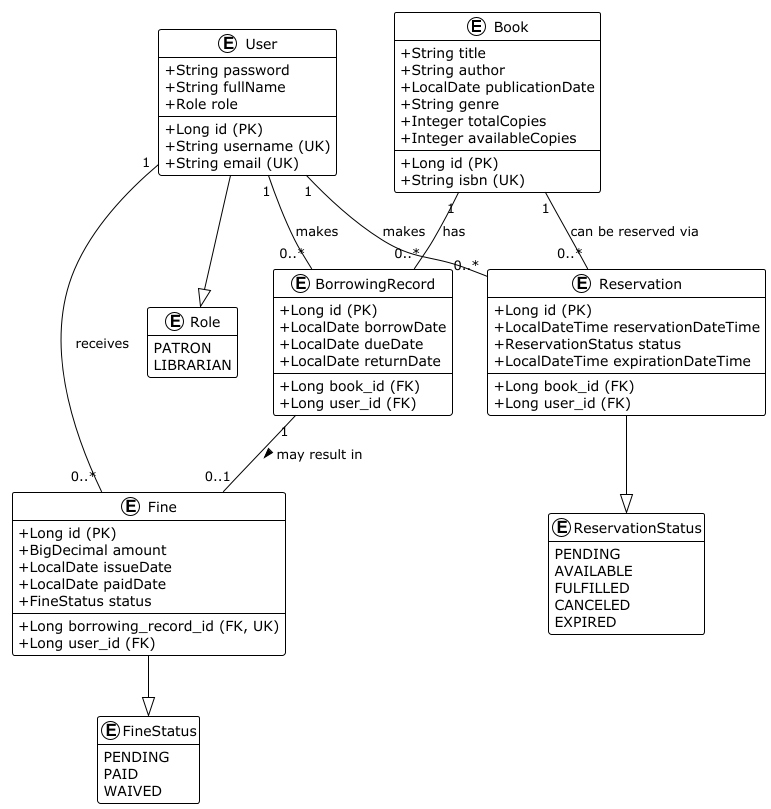 E User
+String password
+String fullName
+Role role
+Long id (PK)
+String username (UK)
+String email (UK)
E Book
+String title
+String author
+LocalDate publicationDate
+String genre
+Integer totalCopies
+Integer availableCopies
+Long id (PK)
+String isbn (UK)
1
1
1
1
1
makes
makes
has
can be reserved via
0..*
0..*
0..*
0..*
E Role
PATRON
LIBRARIAN
E BorrowingRecord
+Long id (PK)
+LocalDate borrowDate
+LocalDate dueDate
+LocalDate returnDate
+Long book_id (FK)
+Long user_id (FK)
E Reservation
+Long id (PK)
+LocalDateTime reservationDateTime
+ReservationStatus status
+LocalDateTime expirationDateTime
+Long book_id (FK)
+Long user_id (FK)
receives
1
may result in
0..*
0..1
E Fine
+Long id (PK)
+BigDecimal amount
+LocalDate issueDate
+LocalDate paidDate
+FineStatus status
+Long borrowing_record_id (FK, UK)
+Long user_id (FK)
E ReservationStatus
PENDING
AVAILABLE
FULFILLED
CANCELED
EXPIRED
E FineStatus
PENDING
PAID
WAIVED